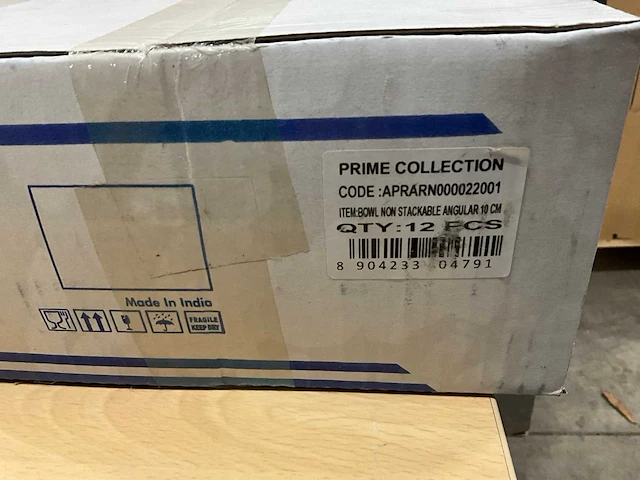 PRIME COLLECTION
CODE :APRARN000022001
ITEM:BOWL NON STACKABLE ANGULAR 10 CM
QTY:12 PCS
8 904233 04791
Made In India
FRAGILE
KEEP DRY